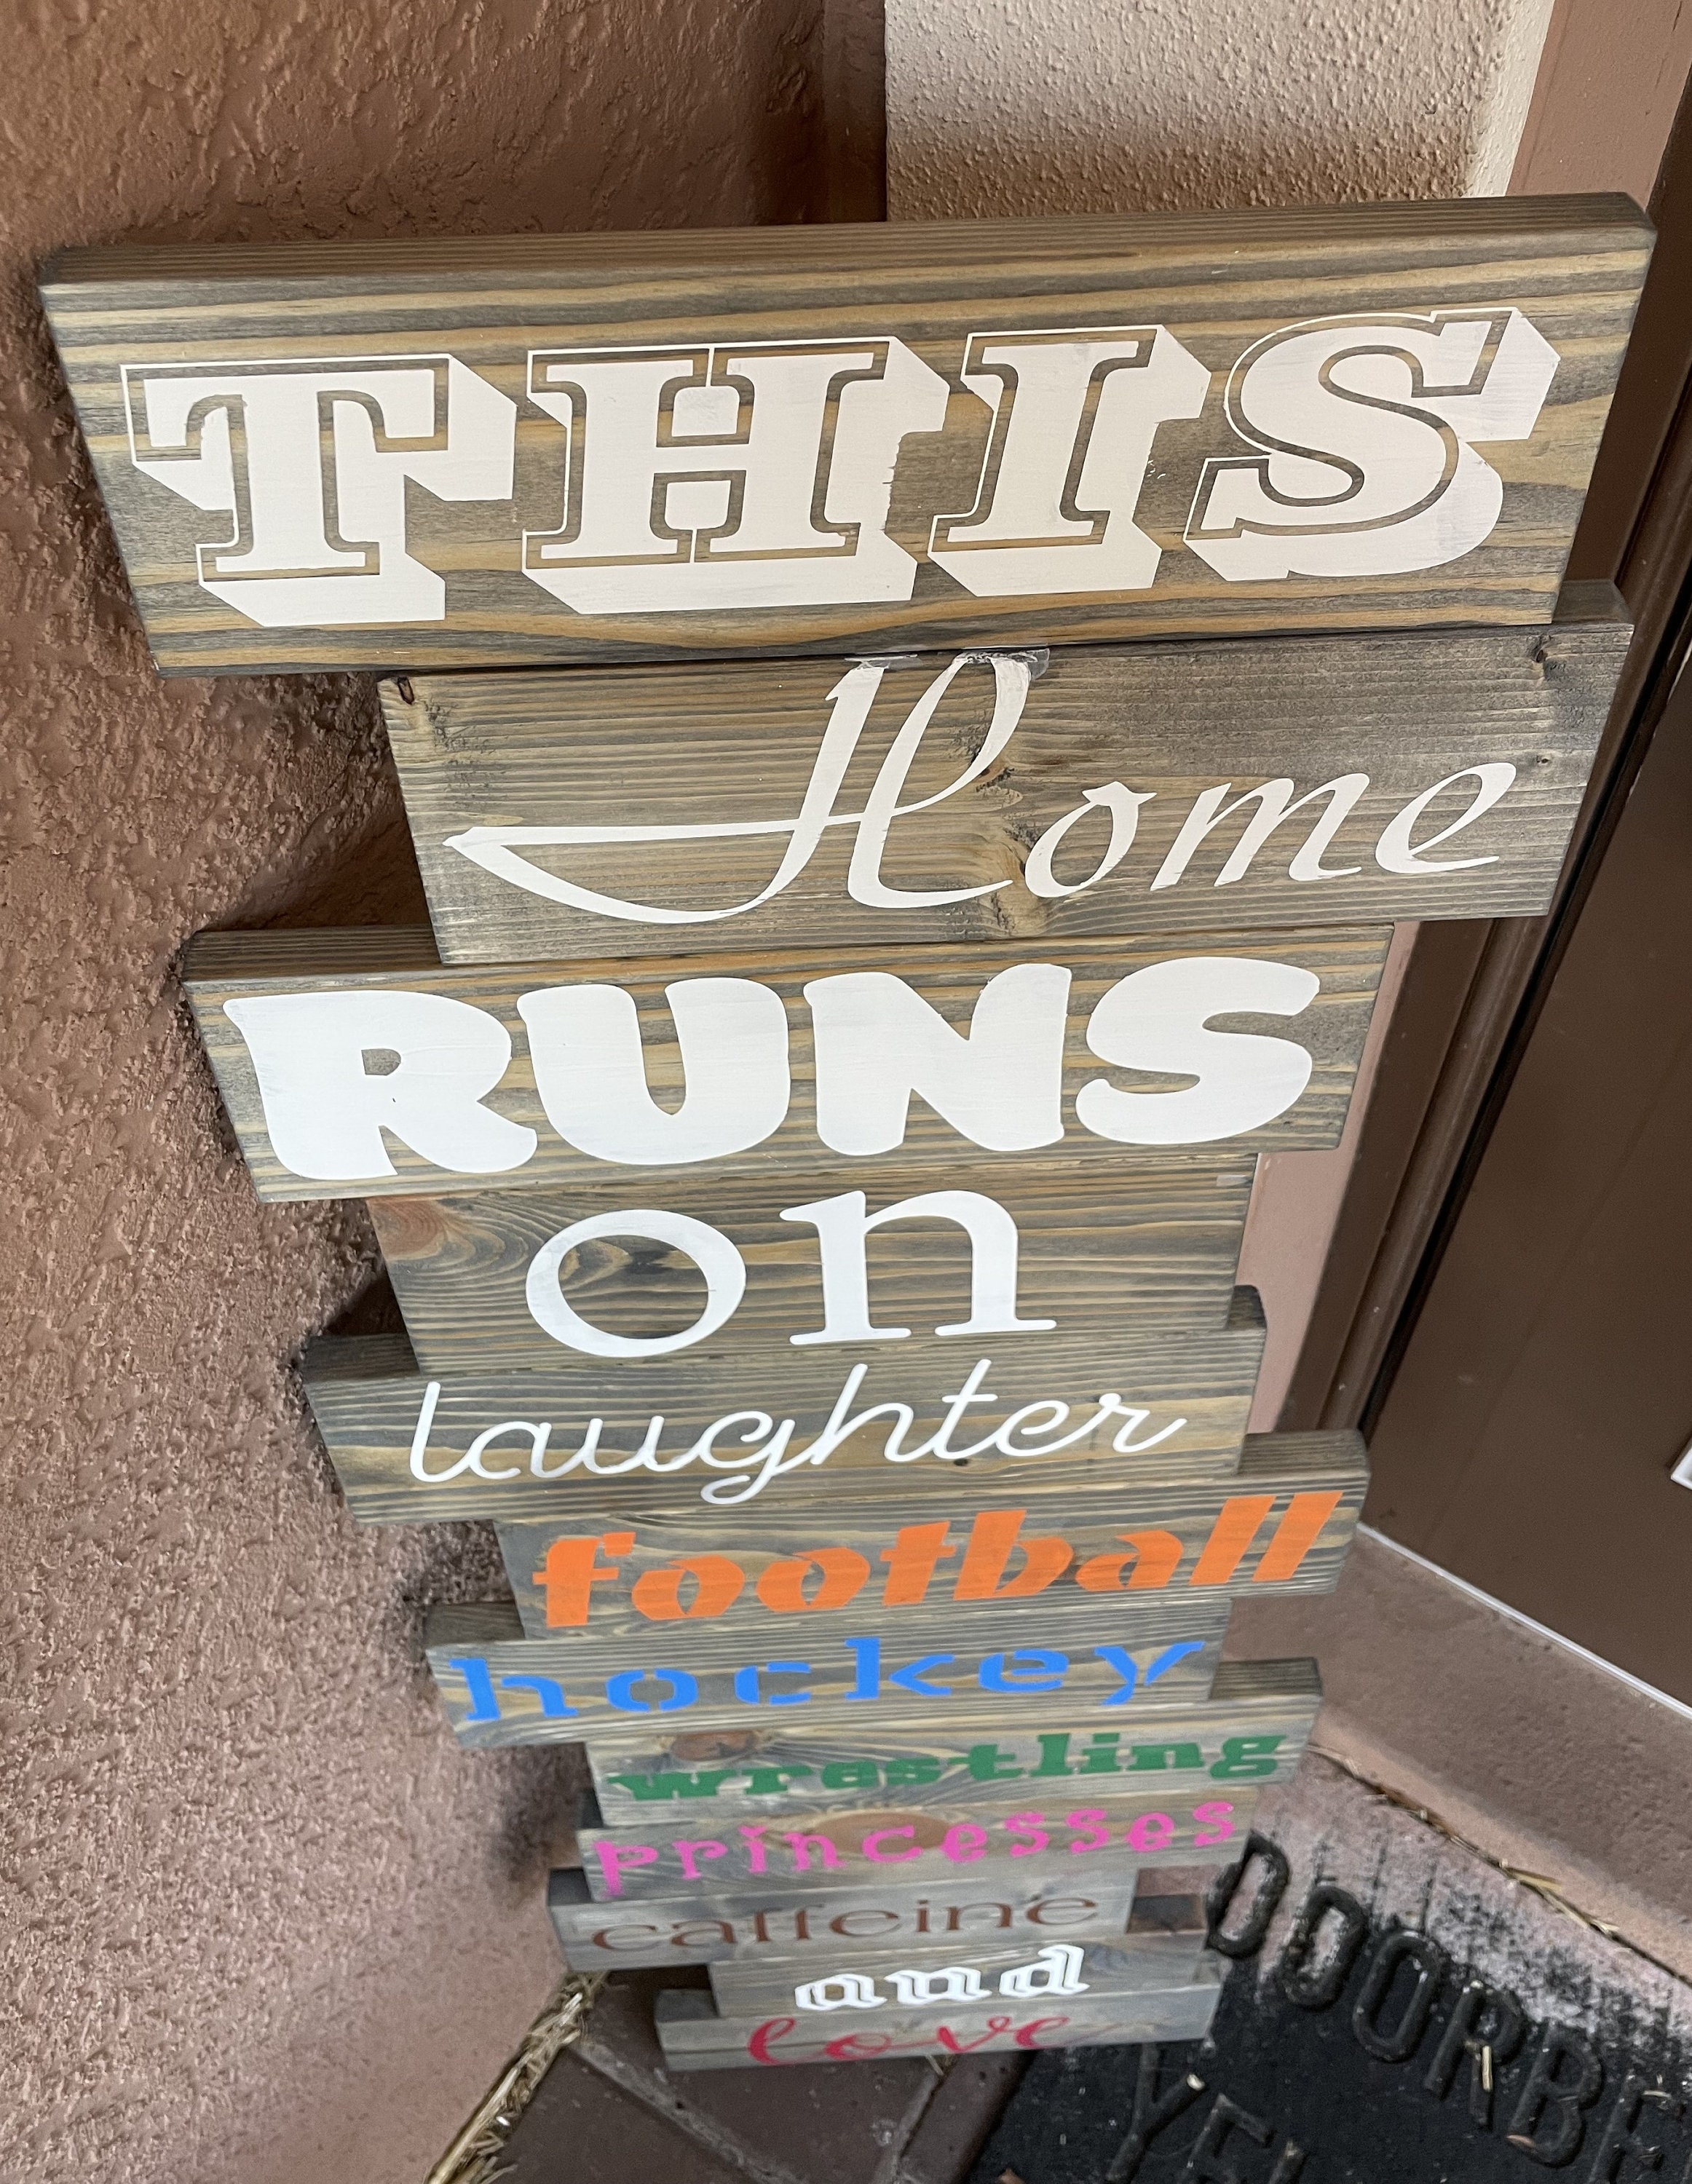 THIS
Home
RUNS
on
laughter
football
hockey
wrestling
princesses
caffeine
and
love